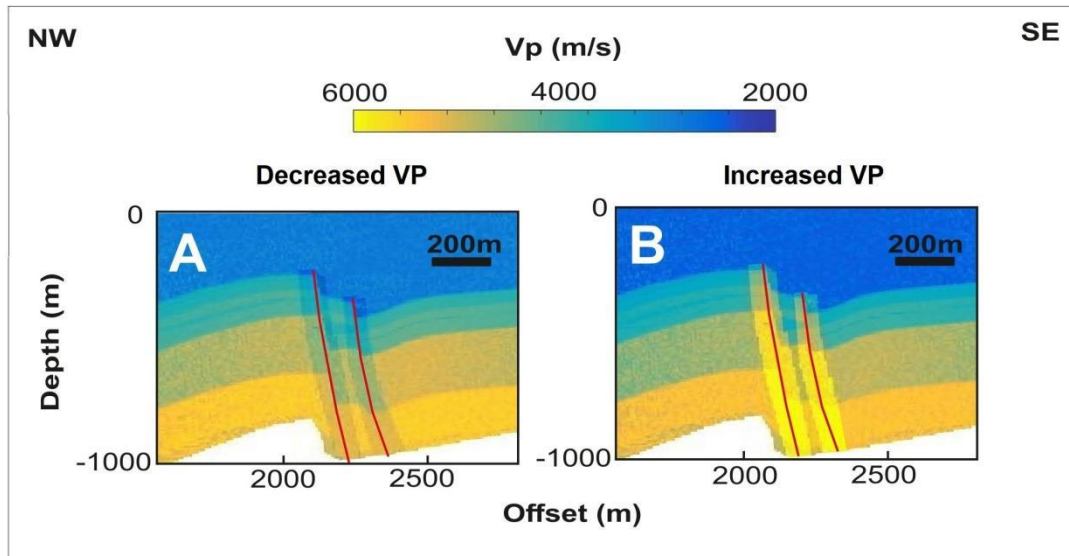 NW
SE
Vp (m/s)
6000 4000 2000
Decreased VP
Increased VP
0
A
200m
0
B
200m
Depth (m)
-1000
-1000
2000 2500
2000 2500
Offset (m)